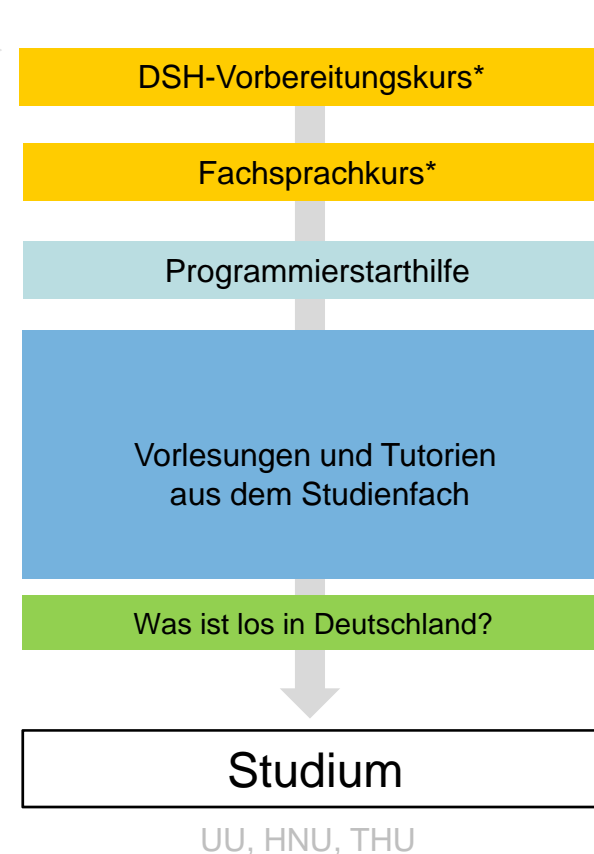 DSH-Vorbereitungskurs*
Fachsprachkurs*
Programmierstarthilfe
Vorlesungen und Tutorien
aus dem Studienfach
Was ist los in Deutschland?
Studium
UU, HNU, THU